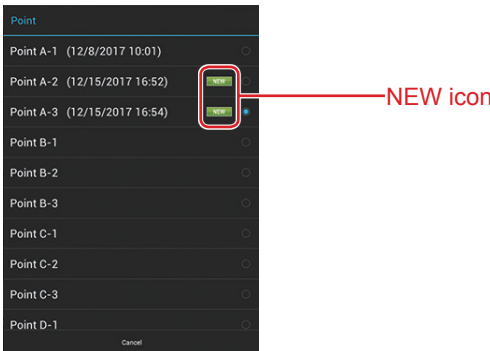 Point
Point A-1 (12/8/2017 10:01)
Point A-2 (12/15/2017 16:52) NEW
Point A-3 (12/15/2017 16:54) NEW
NEW icon
Point B-1
Point B-2
Point B-3
Point C-1
Point C-2
Point C-3
Point D-1
Cancel